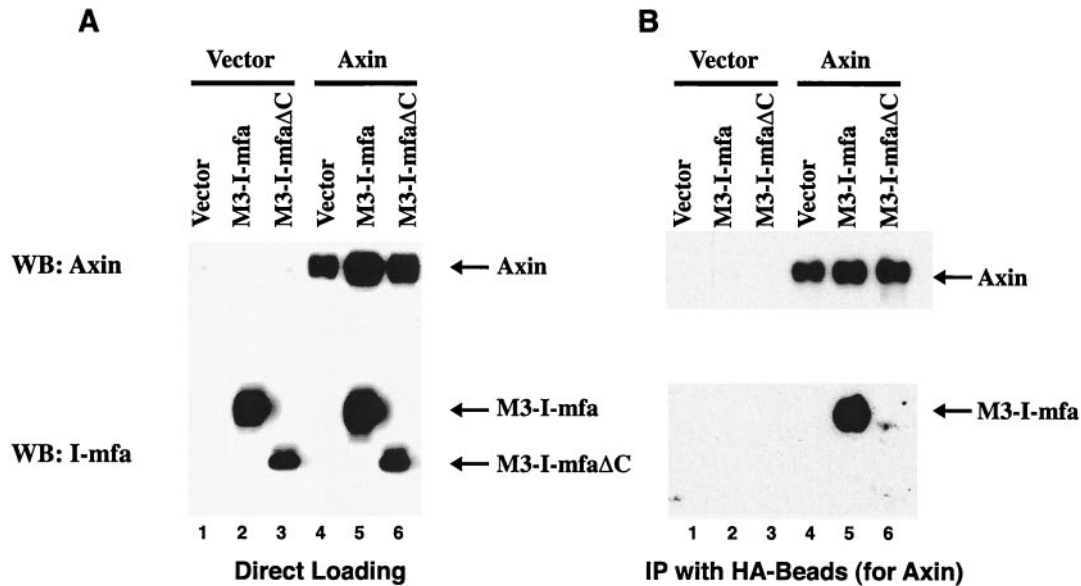 A
B
Vector Axin
Vector Axin
Vector
M3-I-mfa
M3-I-mfaΔC
Vector
M3-I-mfa
M3-I-mfaΔC
Vector
M3-I-mfa
M3-I-mfaΔC
Vector
M3-I-mfa
M3-I-mfaΔC
WB: Axin
Axin
Axin
M3-I-mfa
M3-I-mfa
WB: I-mfa
M3-I-mfaΔC
1 2 3 4 5 6
1 2 3 4 5 6
Direct Loading
IP with HA-Beads (for Axin)